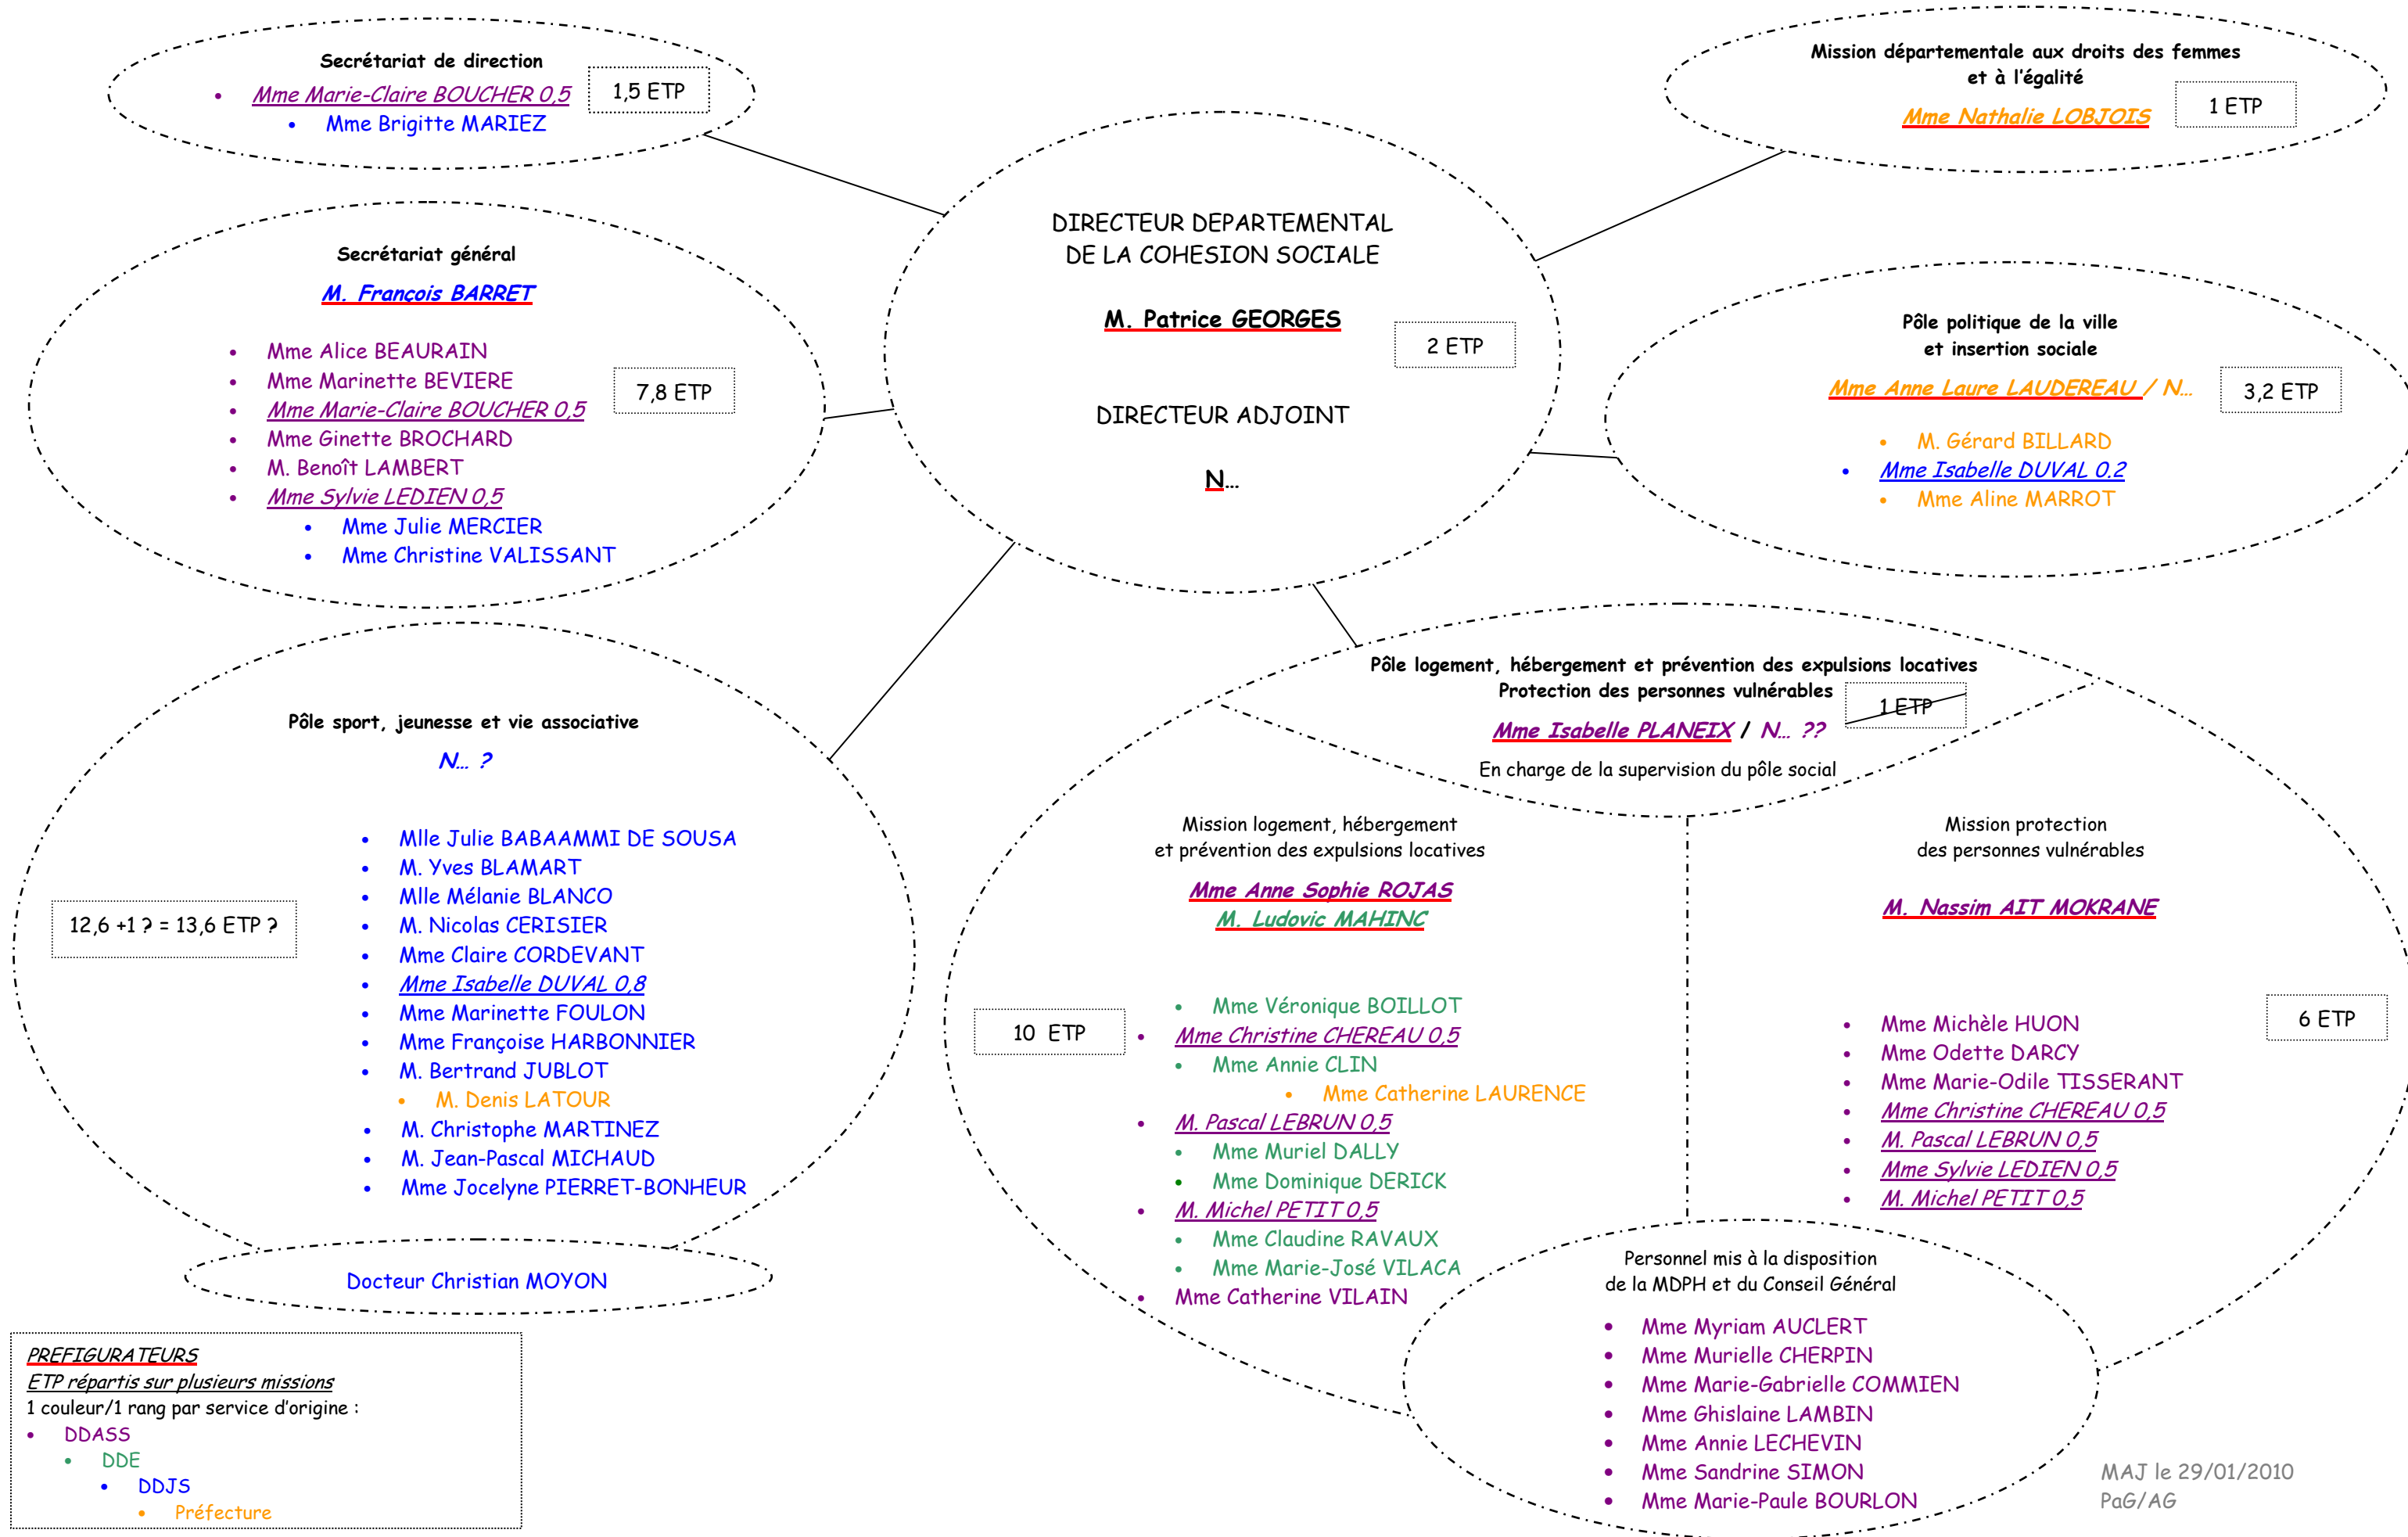 Secrétariat de direction
• Mme Marie-Claire BOUCHER 0,5
• Mme Brigitte MARIEZ
1,5 ETP
Mission départementale aux droits des femmes
et à l'égalité
Mme Nathalie LOBJOIS
1 ETP
DIRECTEUR DEPARTEMENTAL
DE LA COHESION SOCIALE
M. Patrice GEORGES
2 ETP
DIRECTEUR ADJOINT
N...
Secrétariat général
M. François BARRET
• Mme Alice BEAURAIN
• Mme Marinette BEVIERE
• Mme Marie-Claire BOUCHER 0,5
• Mme Ginette BROCHARD
• M. Benoît LAMBERT
• Mme Sylvie LEDIEN 0,5
• Mme Julie MERCIER
• Mme Christine VALISSANT
7,8 ETP
Pôle politique de la ville
et insertion sociale
Mme Anne Laure LAUDEREAU / N...
3,2 ETP
• M. Gérard BILLARD
• Mme Isabelle DUVAL 0.2
• Mme Aline MARROT
Pôle sport, jeunesse et vie associative
N... ?
• Mlle Julie BABAAMMI DE SOUSA
• M. Yves BLAMART
• Mlle Mélanie BLANCO
• M. Nicolas CERISIER
• Mme Claire CORDEVANT
• Mme Isabelle DUVAL 0,8
• Mme Marinette FOULON
• Mme Françoise HARBONNIER
• M. Bertrand JUBLOT
• M. Denis LATOUR
• M. Christophe MARTINEZ
• M. Jean-Pascal MICHAUD
• Mme Jocelyne PIERRET-BONHEUR
12,6 +1 ? = 13,6 ETP ?
Docteur Christian MOYON
Pôle logement, hébergement et prévention des expulsions locatives
Protection des personnes vulnérables
1 ETP
Mme Isabelle PLANEIX / N... ??
En charge de la supervision du pôle social
Mission logement, hébergement
et prévention des expulsions locatives
Mme Anne Sophie ROJAS
M. Ludovic MAHINC
10 ETP
• Mme Véronique BOILLOT
• Mme Christine CHEREAU 0,5
• Mme Annie CLIN
• Mme Catherine LAURENCE
• M. Pascal LEBRUN 0,5
• Mme Muriel DALLY
• Mme Dominique DERICK
• M. Michel PETIT 0,5
• Mme Claudine RAVAUX
• Mme Marie-José VILACA
• Mme Catherine VILAIN
Mission protection
des personnes vulnérables
M. Nassim AIT MOKRANE
6 ETP
• Mme Michèle HUON
• Mme Odette DARCY
• Mme Marie-Odile TISSERANT
• Mme Christine CHEREAU 0,5
• M. Pascal LEBRUN 0,5
• Mme Sylvie LEDIEN 0,5
• M. Michel PETIT 0,5
Personnel mis à la disposition
de la MDPH et du Conseil Général
• Mme Myriam AUCLERT
• Mme Murielle CHERPIN
• Mme Marie-Gabrielle COMMIEN
• Mme Ghislaine LAMBIN
• Mme Annie LECHEVIN
• Mme Sandrine SIMON
• Mme Marie-Paule BOURLON
PREFIGURATEURS
ETP répartis sur plusieurs missions
1 couleur/1 rang par service d'origine :
• DDASS
• DDE
• DDJS
• Préfecture
MAJ le 29/01/2010
PaG/AG